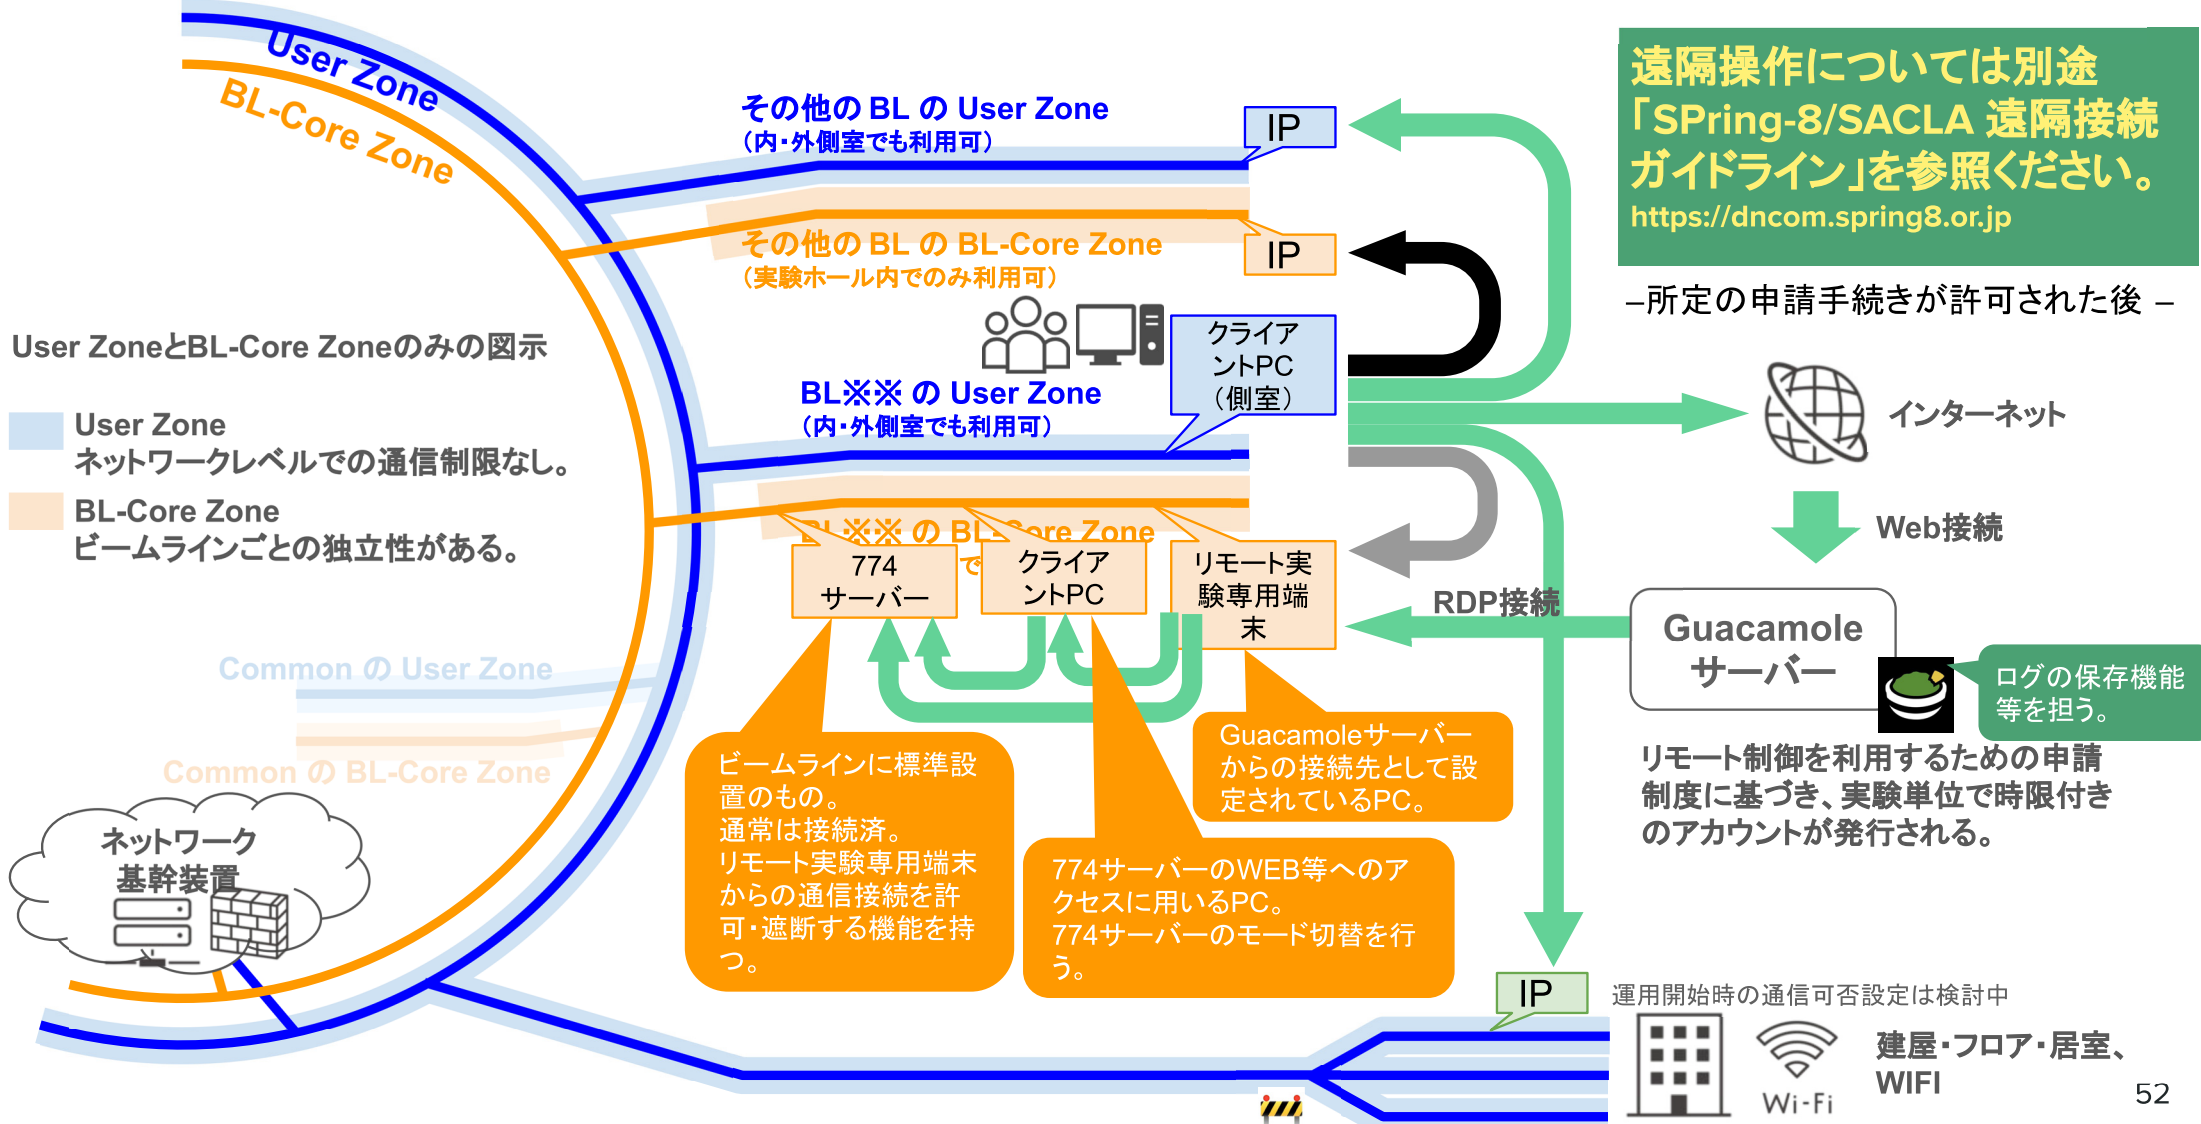 User Zone
BL-Core Zone
その他の BL の User Zone
（内・外側室でも利用可）
IP
その他の BL の BL-Core Zone
（実験ホール内でのみ利用可）
IP
遠隔操作については別途
「SPring-8/SACLA 遠隔接続
ガイドライン」を参照ください。
https://dncom.spring8.or.jp
–所定の申請手続きが許可された後 –
User ZoneとBL-Core Zoneのみの図示
User Zone
ネットワークレベルでの通信制限なし。
BL-Core Zone
ビームラインごとの独立性がある。
クライア
ントPC
（側室）
BL※※ の User Zone
（内・外側室でも利用可）
インターネット
Web接続
BL※※ の BL-Core Zone
で
774
サーバー
クライア
ントPC
リモート実
験専用端
末
RDP接続
Guacamole
サーバー
ログの保存機能
等を担う。
リモート制御を利用するための申請
制度に基づき、実験単位で時限付き
のアカウントが発行される。
Common の User Zone
Common の BL-Core Zone
ネットワーク
基幹装置
ビームラインに標準設
置のもの。
通常は接続済。
リモート実験専用端末
からの通信接続を許
可・遮断する機能を持
つ。
Guacamoleサーバー
からの接続先として設
定されているPC。
774サーバーのWEB等へのア
クセスに用いるPC。
774サーバーのモード切替を行
う。
IP
運用開始時の通信可否設定は検討中
Wi-Fi
建屋・フロア・居室、
WIFI
52